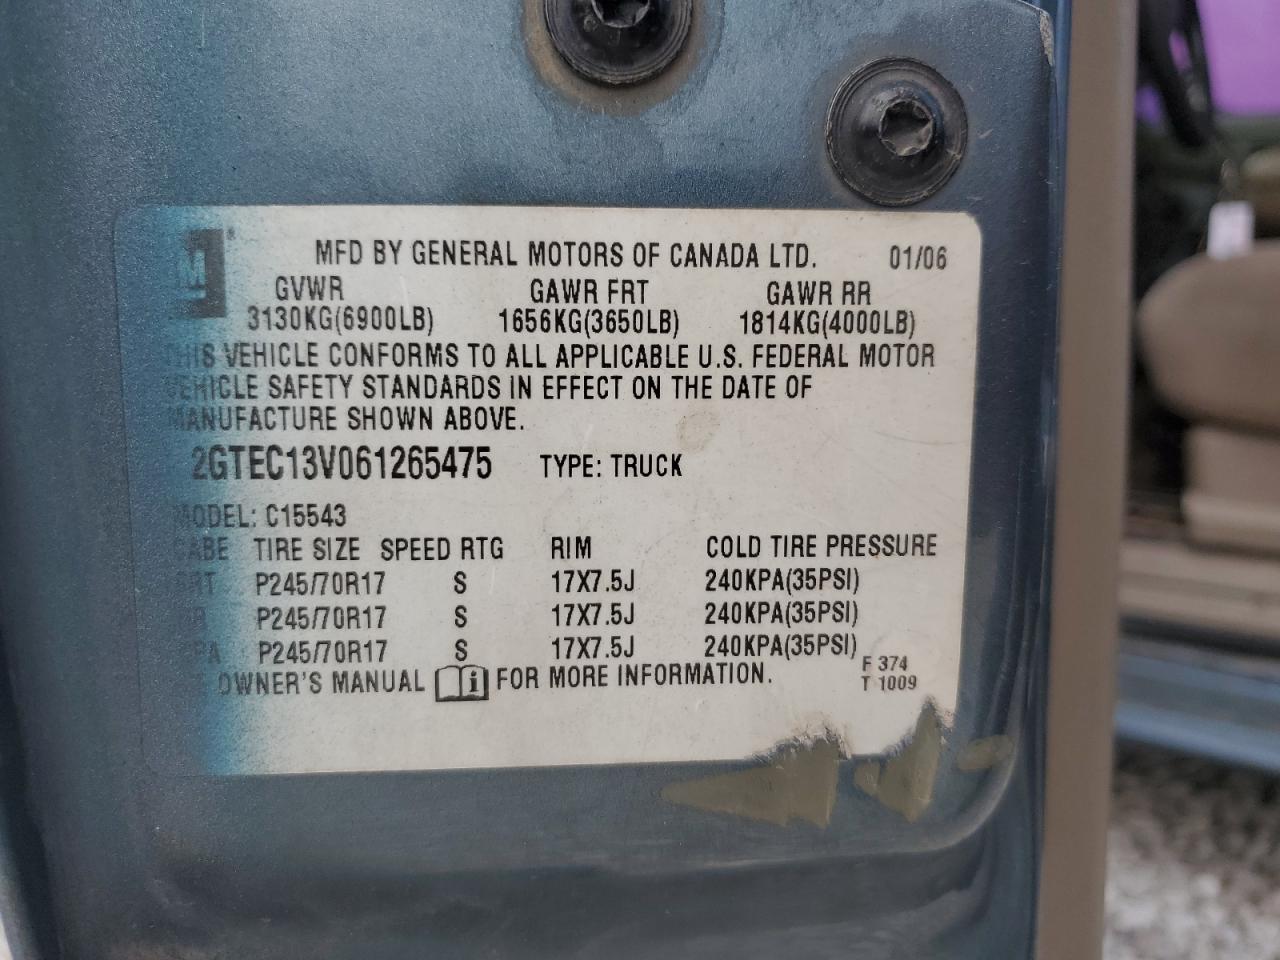 M ®
MFD BY GENERAL MOTORS OF CANADA LTD. 01/06
GVWR GAWR FRT GAWR RR
3130KG(6900LB) 1656KG(3650LB) 1814KG(4000LB)
THIS VEHICLE CONFORMS TO ALL APPLICABLE U.S. FEDERAL MOTOR
VEHICLE SAFETY STANDARDS IN EFFECT ON THE DATE OF
MANUFACTURE SHOWN ABOVE.
2GTEC13V061265475 TYPE: TRUCK
MODEL: C15543
TIRE SIZE SPEED RTG RIM COLD TIRE PRESSURE
FRT P245/70R17 S 17X7.5J 240KPA(35PSI)
RR P245/70R17 S 17X7.5J 240KPA(35PSI)
SPA P245/70R17 S 17X7.5J 240KPA(35PSI)
OWNER'S MANUAL i FOR MORE INFORMATION.
F 374
T 1009